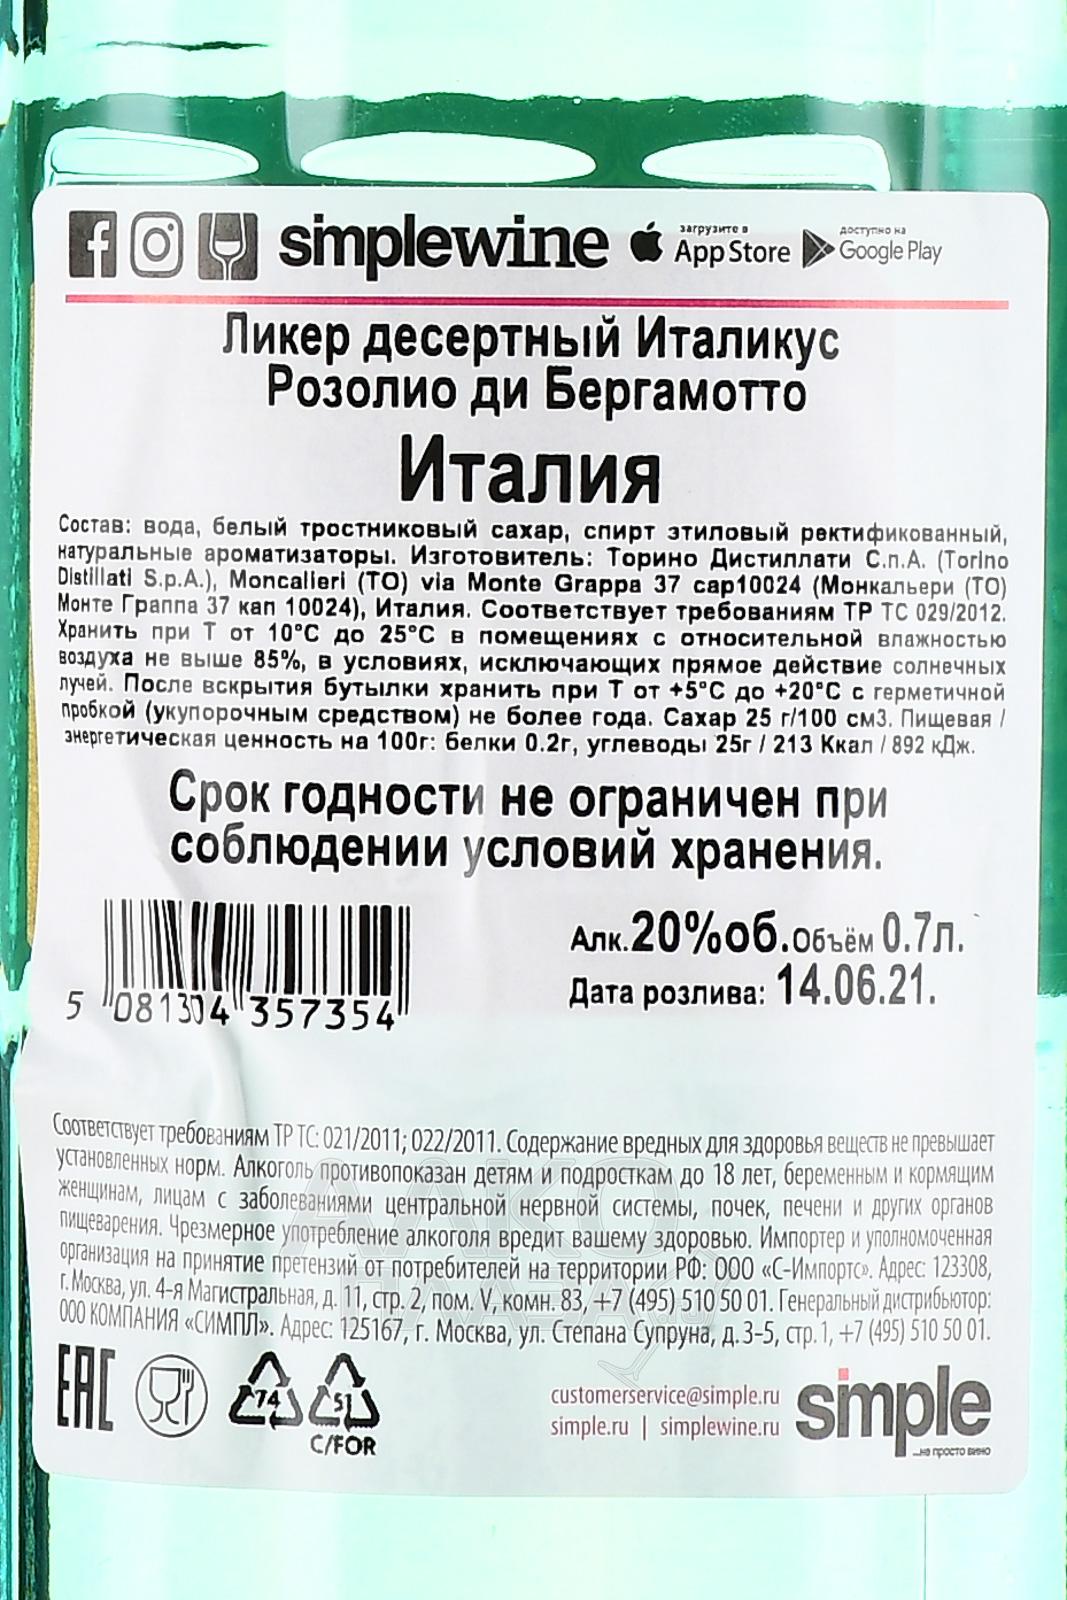 simplewine загрузите в App Store доступно на Google Play
Ликер десертный Италикус
Розолио ди Бергамотто
Италия
Состав: вода, белый тростниковый сахар, спирт этиловый ректификованный,
натуральные ароматизаторы. Изготовитель: Торино Дистиллати С.п.А. (Torino
Distillati S.p.A.), Moncalieri (TO) via Monte Grappa 37 cap10024 (Монкальери (ТО)
Монте Граппа 37 кап 10024), Италия. Соответствует требованиям ТР ТС 029/2012.
Хранить при Т от 10°С до 25°С в помещениях с относительной влажностью
воздуха не выше 85%, в условиях, исключающих прямое действие солнечных
лучей. После вскрытия бутылки хранить при Т от +5°С до +20°С с герметичной
пробкой (укупорочным средством) не более года. Сахар 25 г/100 см3. Пищевая /
энергетическая ценность на 100г: белки 0.2г, углеводы 25г / 213 Ккал / 892 кДж.
Срок годности не ограничен при
соблюдении условий хранения.
Алк.20%об.Объём 0.7л.
Дата розлива: 14.06.21.
5 081304 357354
Соответствует требованиям ТР ТС: 021/2011; 022/2011. Содержание вредных для здоровья веществ не превышает
установленных норм. Алкоголь противопоказан детям и подросткам до 18 лет, беременным и кормящим
женщинам, лицам с заболеваниями центральной нервной системы, почек, печени и других органов
пищеварения. Чрезмерное употребление алкоголя вредит вашему здоровью. Импортер и уполномоченная
организация на принятие претензий от потребителей на территории РФ: ООО «С-Импортс». Адрес: 123308,
г. Москва, ул. 4-я Магистральная, д. 11, стр. 2, пом. V, комн. 83, +7 (495) 510 50 01. Генеральный дистрибьютор:
ООО КОМПАНИЯ «СИМПЛ». Адрес: 125167, г. Москва, ул. Степана Супруна, д. 3-5, стр. 1, +7 (495) 510 50 01.
EAC 74 51
C/FOR
customerservice@simple.ru
simple.ru | simplewine.ru
simple
...не просто вино